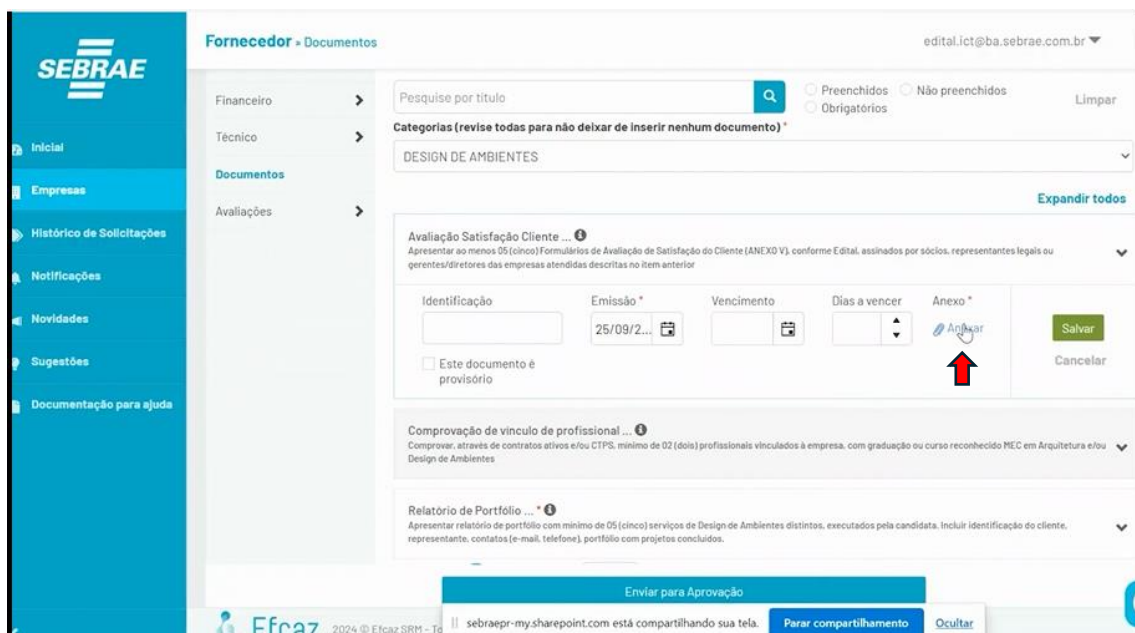 SEBRAE
Fornecedor » Documentos
edital.ict@ba.sebrae.com.br
Inicial
Empresas
Histórico de Solicitações
Notificações
Novidades
Sugestões
Documentação para ajuda
Financeiro
Técnico
Documentos
Avaliações
Pesquise por título
Preenchidos
Não preenchidos
Obrigatórios
Limpar
Categorias (revise todas para não deixar de inserir nenhum documento) *
DESIGN DE AMBIENTES
Expandir todos
Avaliação Satisfação Cliente ...
Apresentar ao menos 05 (cinco) Formulários de Avaliação de Satisfação do Cliente (ANEXO V), conforme Edital, assinados por sócios, representantes legais ou
gerentes/diretores das empresas atendidas descritas no item anterior
Identificação
Emissão *
Vencimento
Dias a vencer
Anexo *
25/09/2...
Anexar
Salvar
Este documento é
provisório
Cancelar
Comprovação de vínculo de profissional ...
Comprovar, através de contratos ativos e/ou CTPS, mínimo de 02 (dois) profissionais vinculados à empresa, com graduação ou curso reconhecido MEC em Arquitetura e/ou
Design de Ambientes
Relatório de Portfólio ... *
Apresentar relatório de portfólio com mínimo de 05 (cinco) serviços de Design de Ambientes distintos, executados pela candidata. Incluir identificação do cliente,
representante, contatos (e-mail, telefone), portfólio com projetos concluídos.
Enviar para Aprovação
Efcaz
2024 © Efcaz SRM - To
sebraepr-my.sharepoint.com está compartilhando sua tela.
Parar compartilhamento
Ocultar